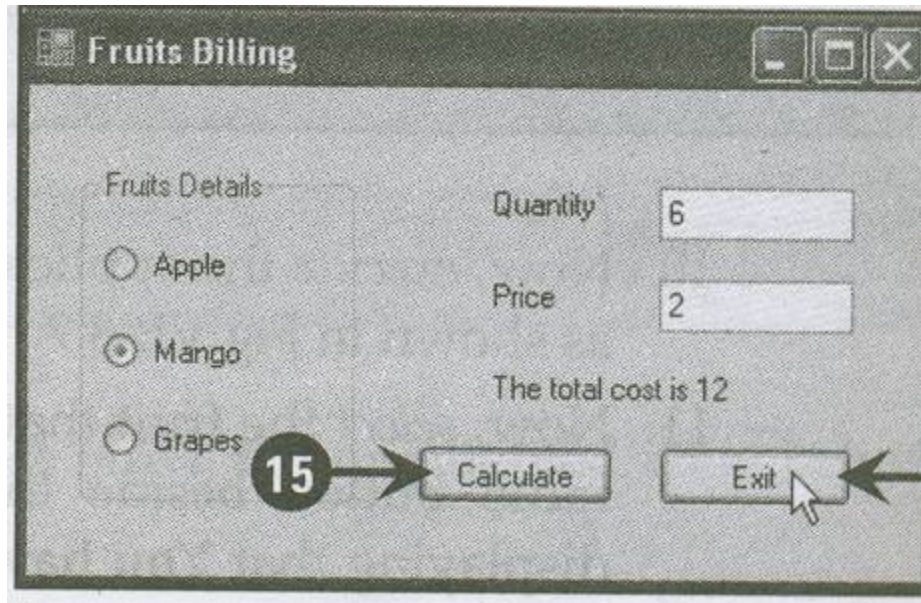 Fruits Billing
Fruits Details
Apple
Mango
Grapes
Quantity
6
Price
2
The total cost is 12
15
Calculate
Exit